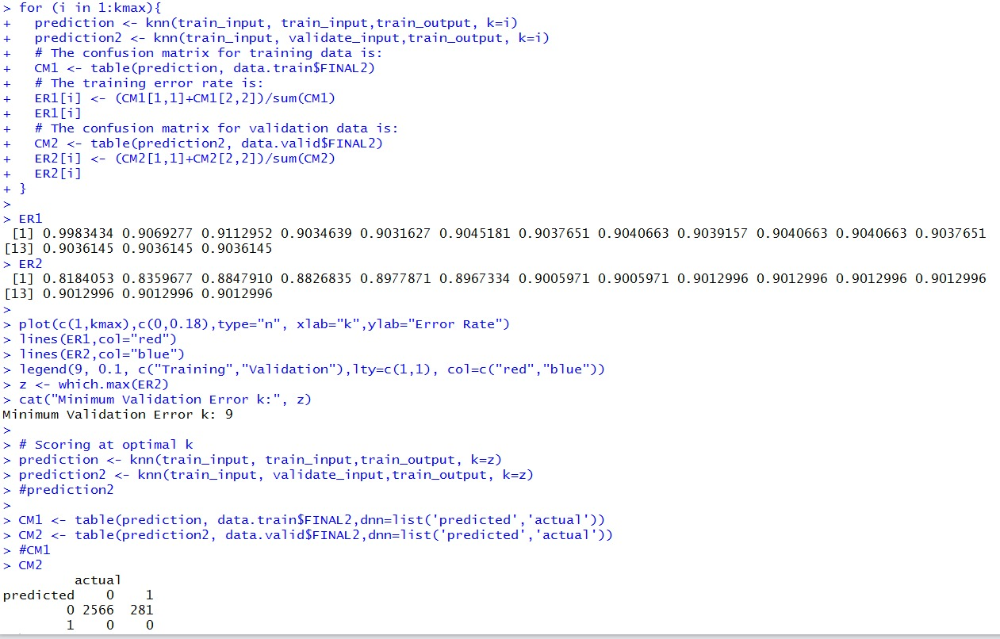 > for (i in 1:kmax){
+   prediction <- knn(train_input, train_input,train_output, k=i)
+   prediction2 <- knn(train_input, validate_input,train_output, k=i)
+   # The confusion matrix for training data is:
+   CM1 <- table(prediction, data.train$FINAL2)
+   # The training error rate is:
+   ER1[i] <- (CM1[1,1]+CM1[2,2])/sum(CM1)
+   ER1[i]
+   # The confusion matrix for validation data is:
+   CM2 <- table(prediction2, data.valid$FINAL2)
+   ER2[i] <- (CM2[1,1]+CM2[2,2])/sum(CM2)
+   ER2[i]
+ }
>
> ER1
 [1] 0.9983434 0.9069277 0.9112952 0.9034639 0.9031627 0.9045181 0.9037651 0.9040663 0.9039157 0.9040663 0.9040663 0.9037651
[13] 0.9036145 0.9036145 0.9036145
> ER2
 [1] 0.8184053 0.8359677 0.8847910 0.8826835 0.8977871 0.8967334 0.9005971 0.9005971 0.9012996 0.9012996 0.9012996 0.9012996
[13] 0.9012996 0.9012996 0.9012996
>
> plot(c(1,kmax),c(0,0.18),type="n", xlab="k",ylab="Error Rate")
> lines(ER1,col="red")
> lines(ER2,col="blue")
> legend(9, 0.1, c("Training","Validation"),lty=c(1,1), col=c("red","blue"))
> z <- which.max(ER2)
> cat("Minimum Validation Error k:", z)
Minimum Validation Error k: 9
>
> # Scoring at optimal k
> prediction <- knn(train_input, train_input,train_output, k=z)
> prediction2 <- knn(train_input, validate_input,train_output, k=z)
> #prediction2
>
> CM1 <- table(prediction, data.train$FINAL2,dnn=list('predicted','actual'))
> CM2 <- table(prediction2, data.valid$FINAL2,dnn=list('predicted','actual'))
> #CM1
> CM2
         actual
predicted    0    1
        0 2566  281
        1    0    0